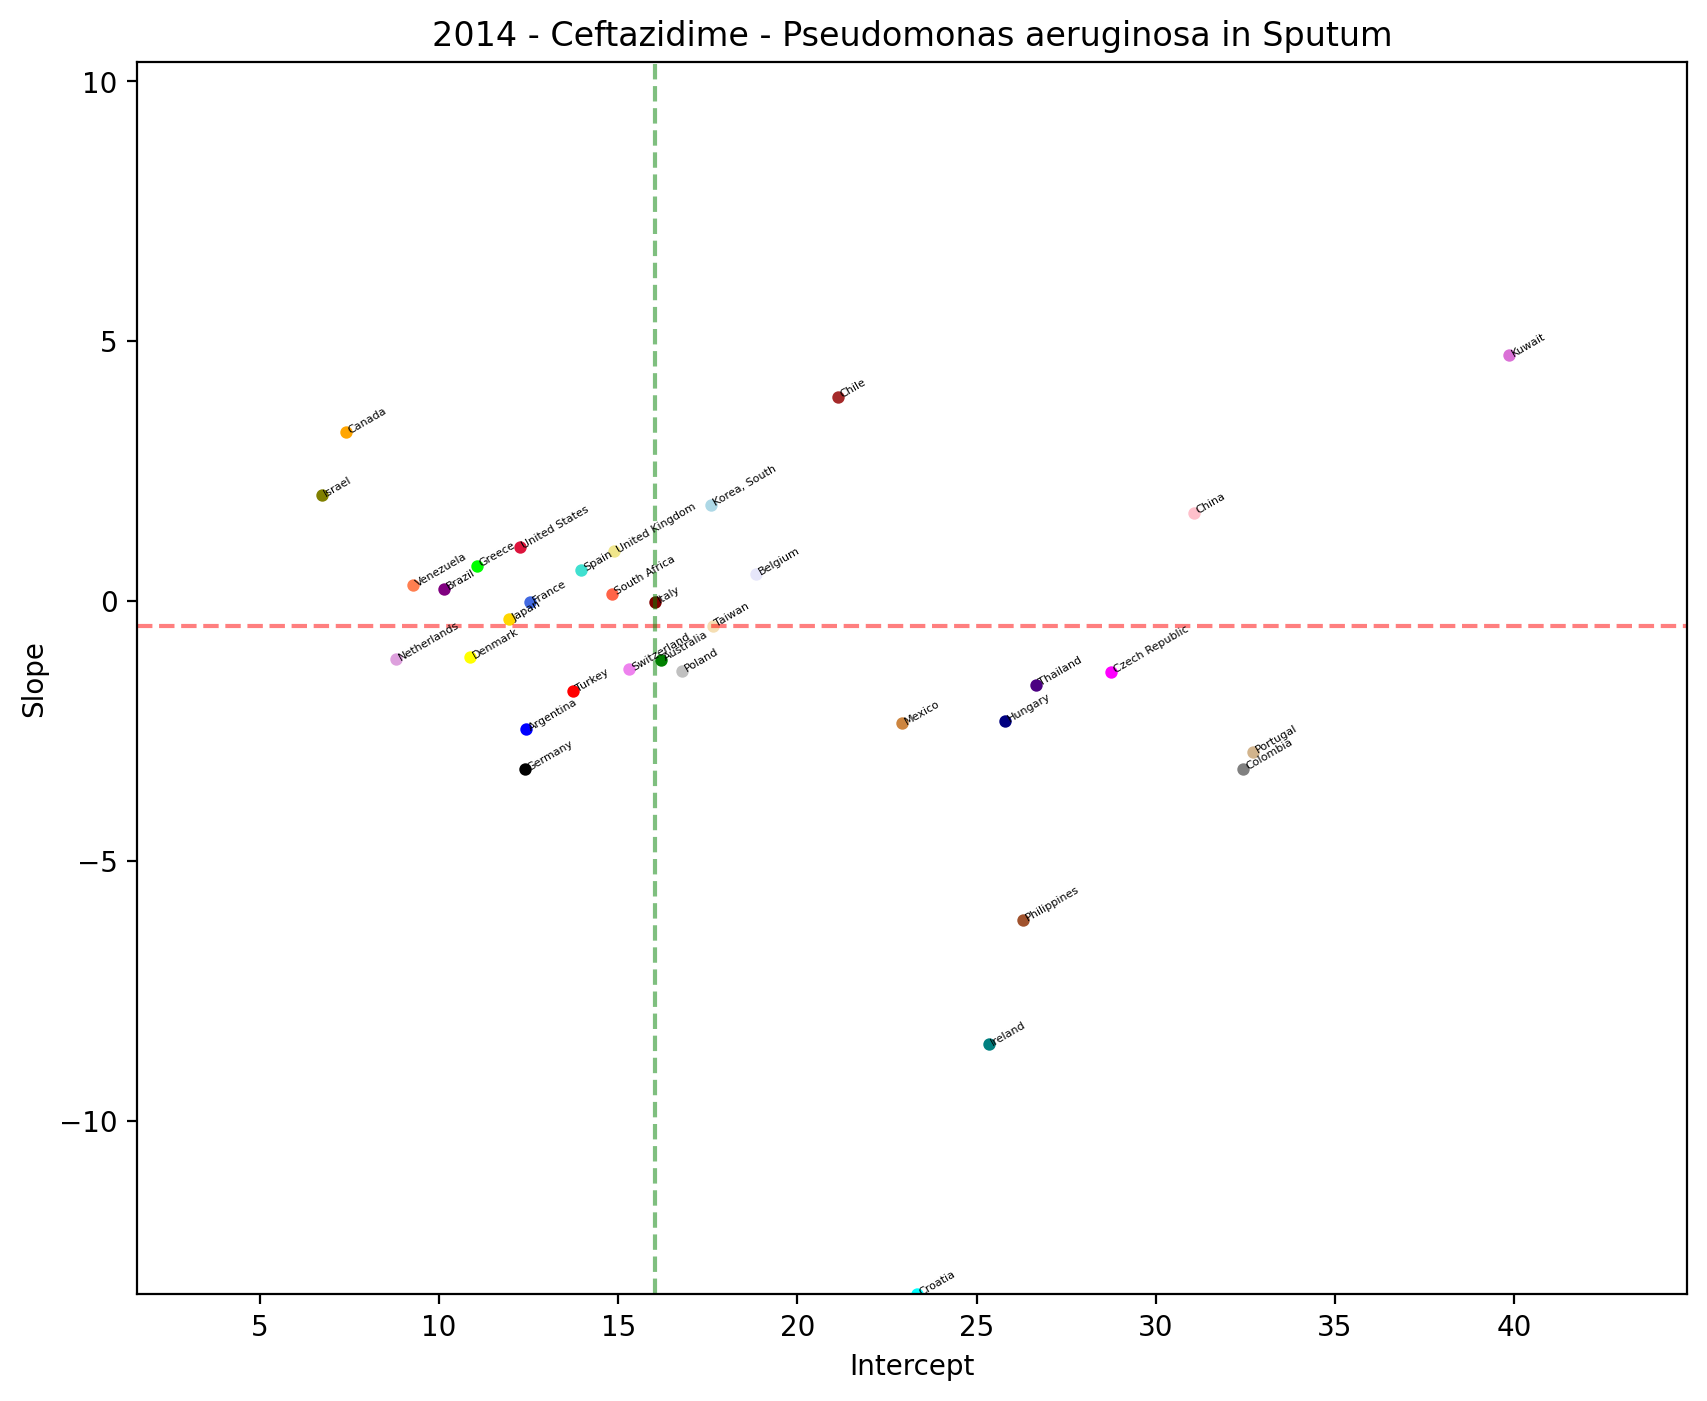 2014 - Ceftazidime - Pseudomonas aeruginosa in Sputum
10
5
0
−5
−10
Slope
Kuwait
Chile
Canada
Israel
Korea, South
China
United States
United Kingdom
Greece
Spain
Belgium
Venezuela
Brazil
South Africa
France
Italy
Japan
Taiwan
Netherlands
Denmark
Switzerland
Australia
Poland
Czech Republic
Thailand
Turkey
Hungary
Mexico
Argentina
Portugal
Colombia
Germany
Philippines
Ireland
Croatia
5 10 15 20 25 30 35 40
Intercept